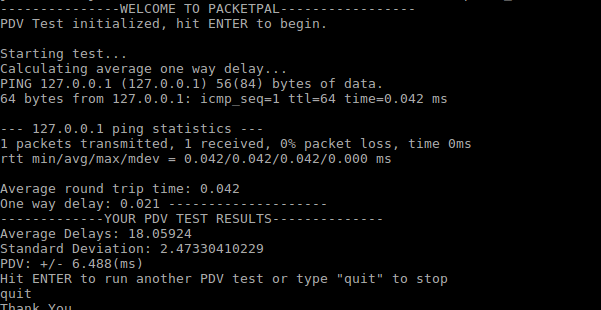 ---------------WELCOME TO PACKETPAL-----------------
PDV Test initialized, hit ENTER to begin.
Starting test...
Calculating average one way delay...
PING 127.0.0.1 (127.0.0.1) 56(84) bytes of data.
64 bytes from 127.0.0.1: icmp_seq=1 ttl=64 time=0.042 ms
--- 127.0.0.1 ping statistics ---
1 packets transmitted, 1 received, 0% packet loss, time 0ms
rtt min/avg/max/mdev = 0.042/0.042/0.042/0.000 ms
Average round trip time: 0.042
One way delay: 0.021 --------------------
-------------YOUR PDV TEST RESULTS--------------
Average Delays: 18.05924
Standard Deviation: 2.47330410229
PDV: +/- 6.488(ms)
Hit ENTER to run another PDV test or type "quit" to stop
quit
Thank You